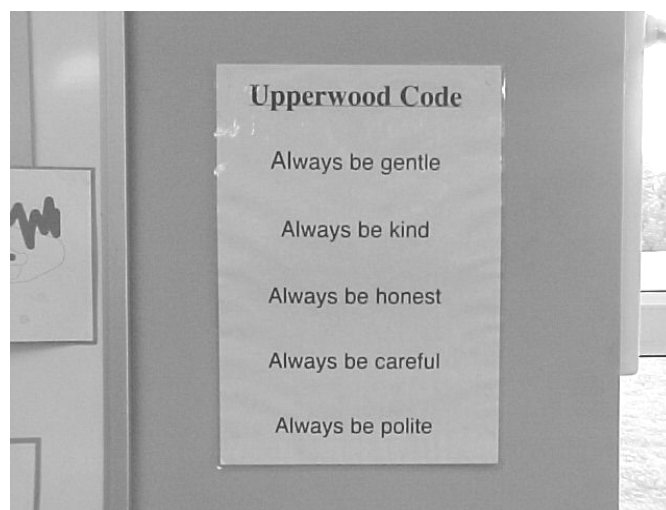 Upperwood Code
Always be gentle
Always be kind
Always be honest
Always be careful
Always be polite